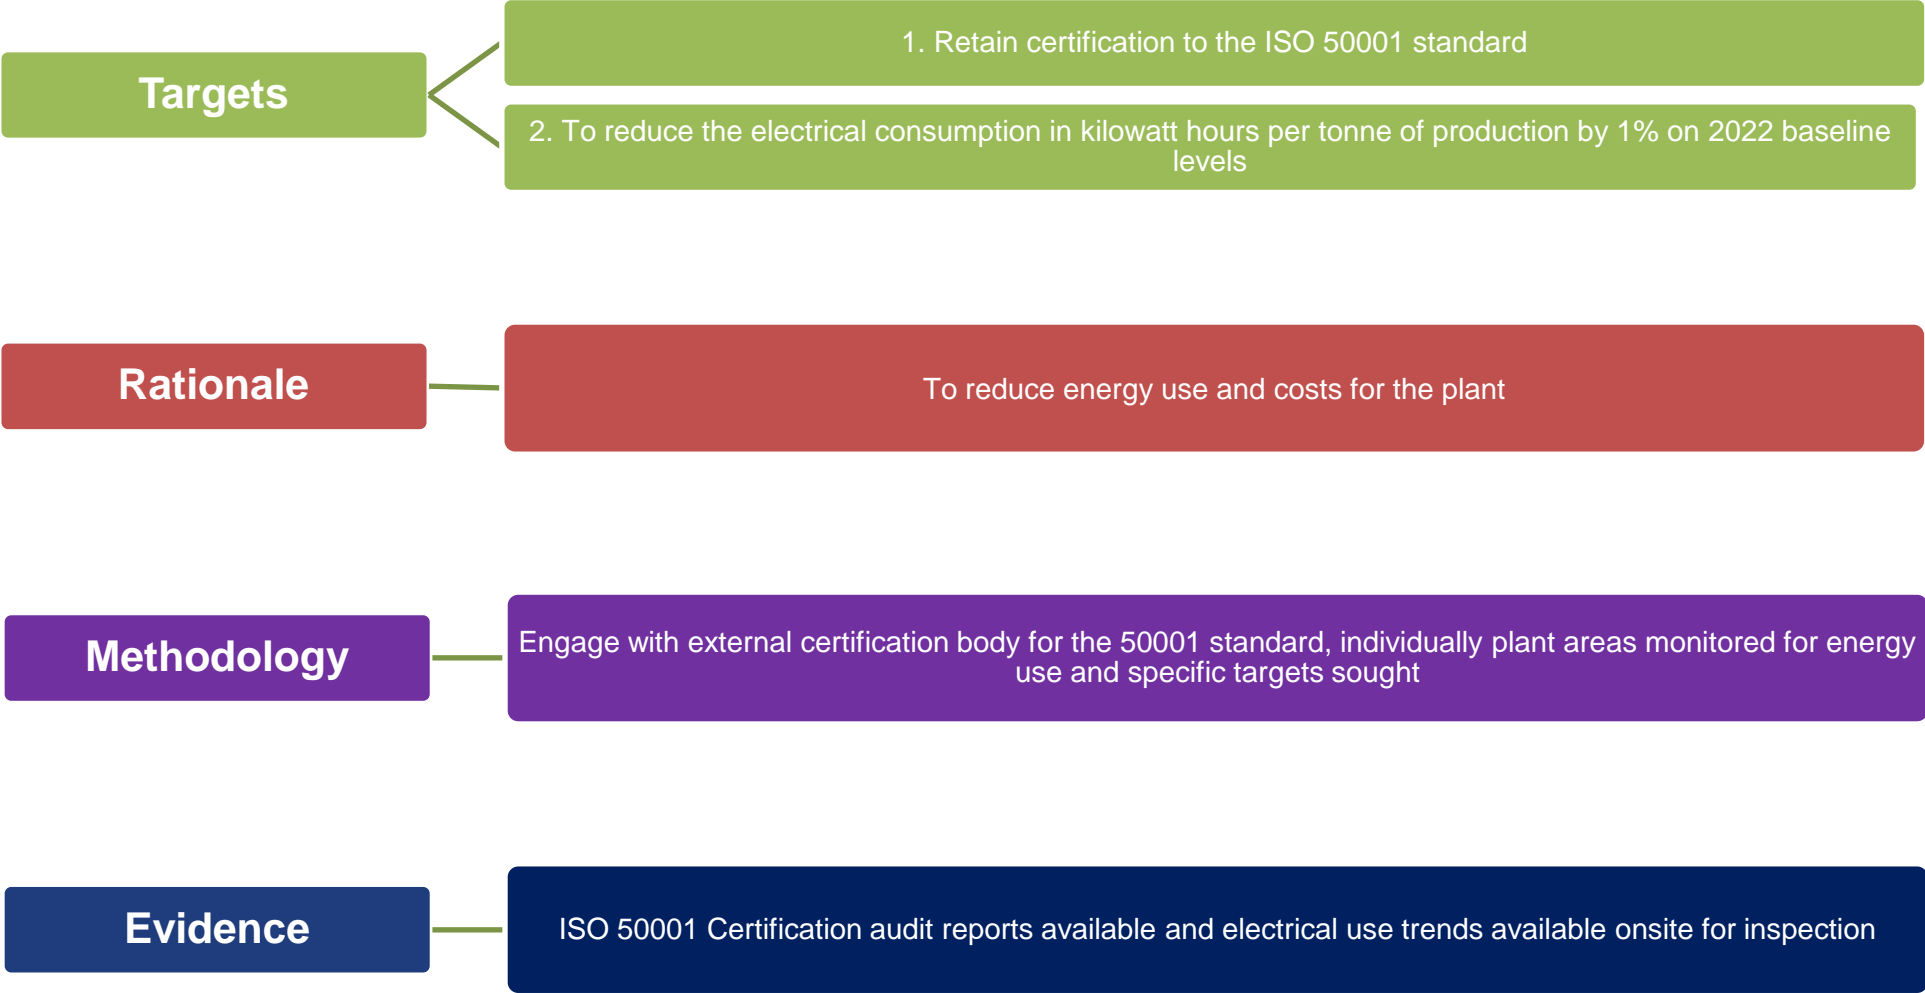 Targets
1. Retain certification to the ISO 50001 standard
2. To reduce the electrical consumption in kilowatt hours per tonne of production by 1% on 2022 baseline
levels
Rationale
To reduce energy use and costs for the plant
Methodology
Engage with external certification body for the 50001 standard, individually plant areas monitored for energy
use and specific targets sought
Evidence
ISO 50001 Certification audit reports available and electrical use trends available onsite for inspection